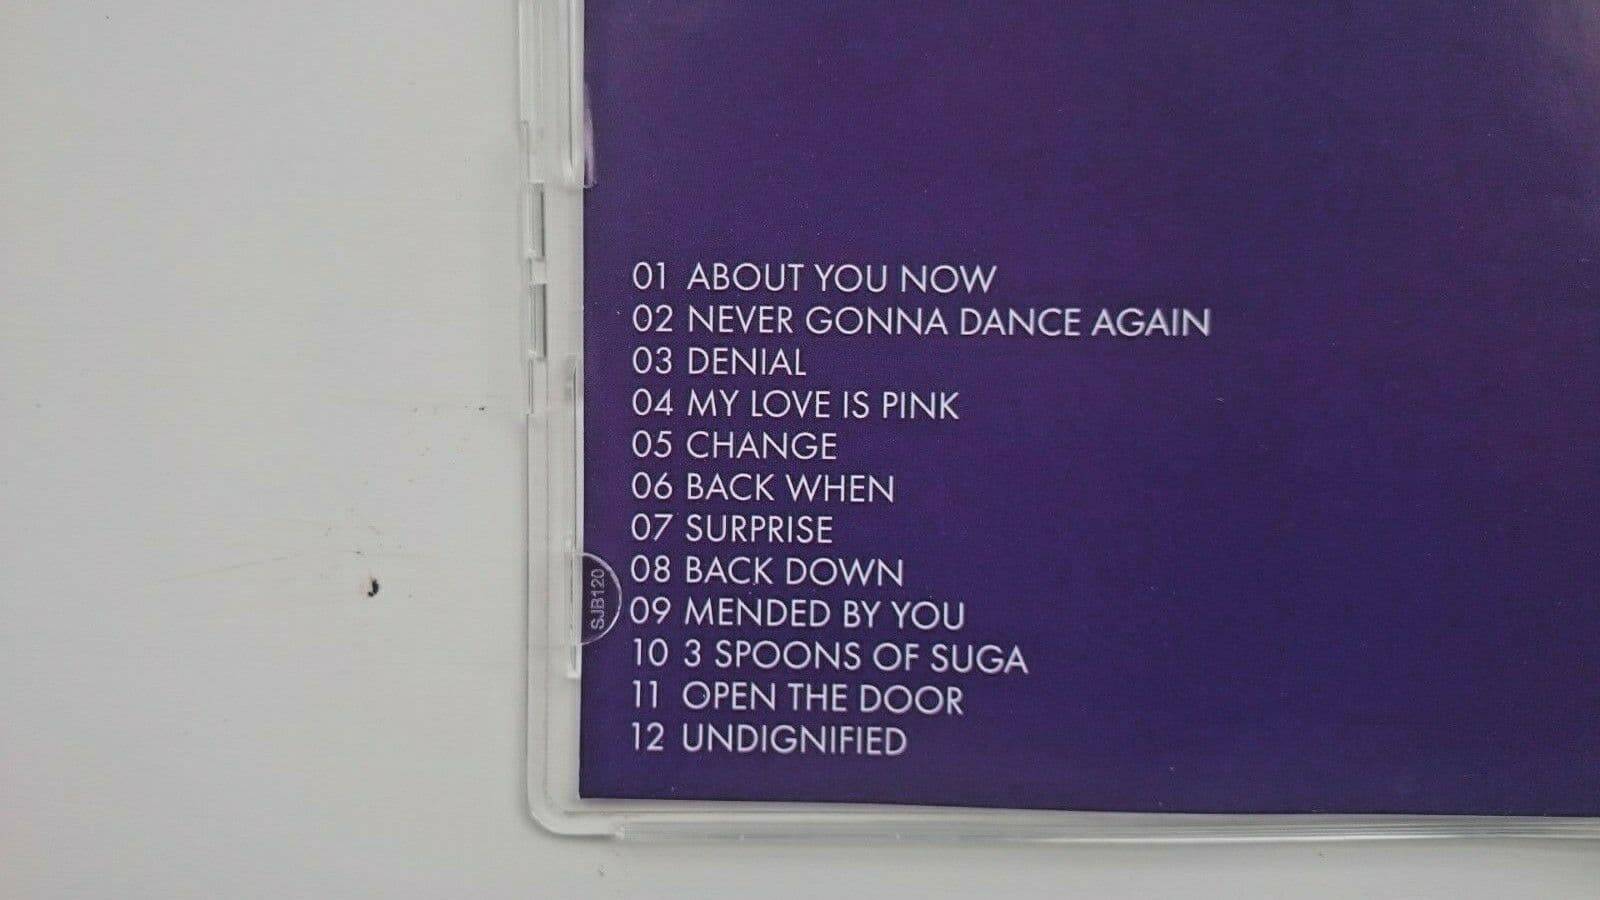 01 ABOUT YOU NOW
02 NEVER GONNA DANCE AGAIN
03 DENIAL
04 MY LOVE IS PINK
05 CHANGE
06 BACK WHEN
07 SURPRISE
08 BACK DOWN
SJB120
09 MENDED BY YOU
10 3 SPOONS OF SUGA
11 OPEN THE DOOR
12 UNDIGNIFIED